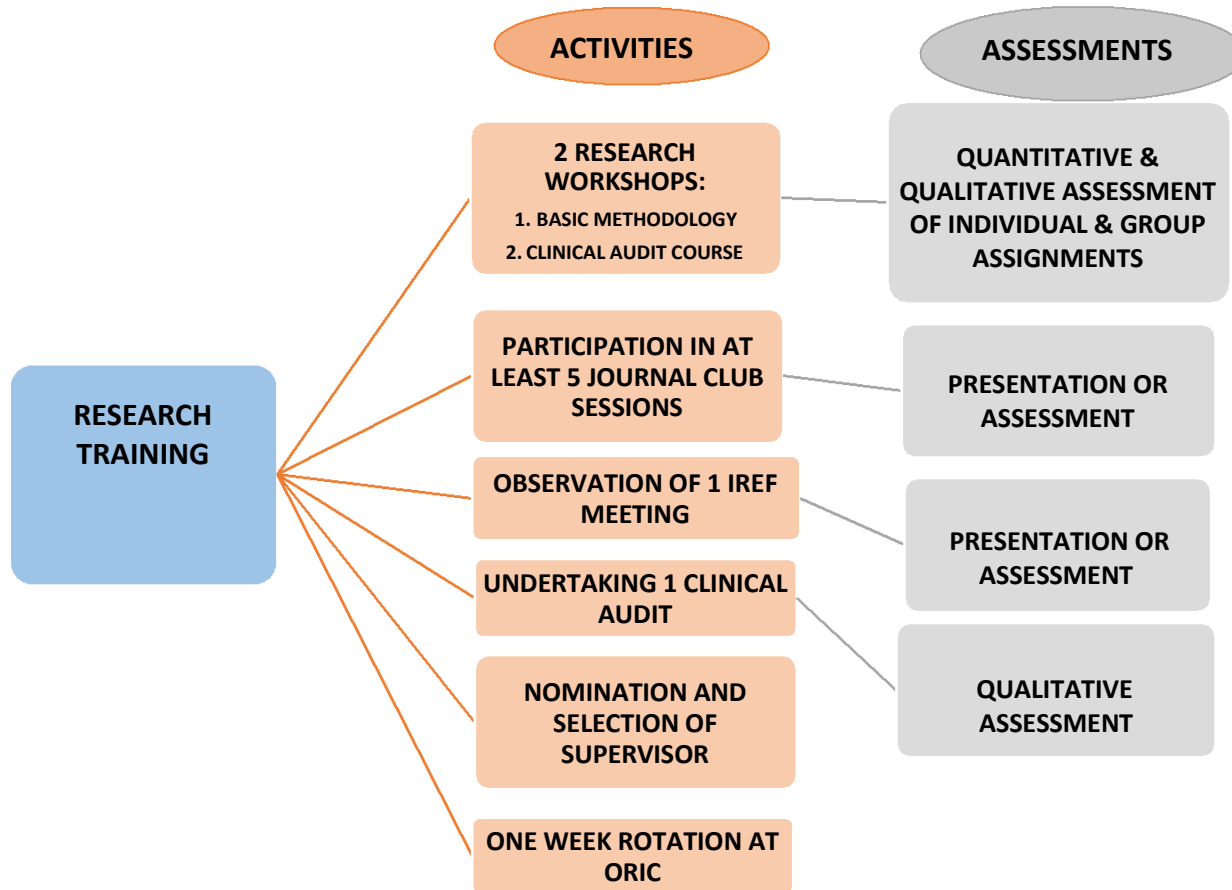 ACTIVITIES
ASSESSMENTS
2 RESEARCH
WORKSHOPS:
1. BASIC METHODOLOGY
2. CLINICAL AUDIT COURSE
QUANTITATIVE &
QUALITATIVE ASSESSMENT
OF INDIVIDUAL & GROUP
ASSIGNMENTS
PARTICIPATION IN AT
LEAST 5 JOURNAL CLUB
SESSIONS
PRESENTATION OR
ASSESSMENT
RESEARCH
TRAINING
OBSERVATION OF 1 IREF
MEETING
PRESENTATION OR
ASSESSMENT
UNDERTAKING 1 CLINICAL
AUDIT
QUALITATIVE
ASSESSMENT
NOMINATION AND
SELECTION OF
SUPERVISOR
ONE WEEK ROTATION AT
ORIC